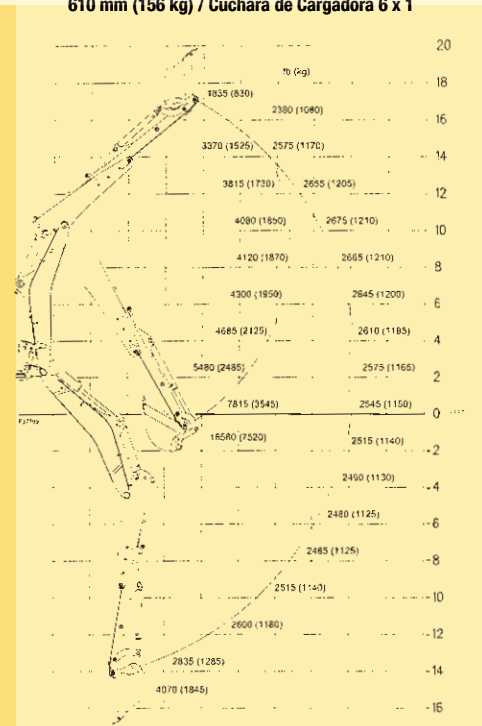 610 mm (156 kg) / Cuchara de Cargadora 6 x 1
20
lb (kg)
18
1835 (830)
2380 (1080)
16
3370 (1525) 2575 (1170)
14
3815 (1730) 2655 (1205)
12
4080 (1850) 2675 (1210)
10
4120 (1870) 2665 (1210)
8
4300 (1950) 2645 (1200)
6
4685 (2125) 2610 (1185)
4
5480 (2485) 2575 (1165)
2
7815 (3545) 2545 (1150)
0
16580 (7520) 2515 (1140)
-2
2490 (1130)
-4
2480 (1125)
-6
2465 (1125)
-8
2515 (1140)
-10
2600 (1180)
-12
2835 (1285)
-14
4070 (1845)
-16